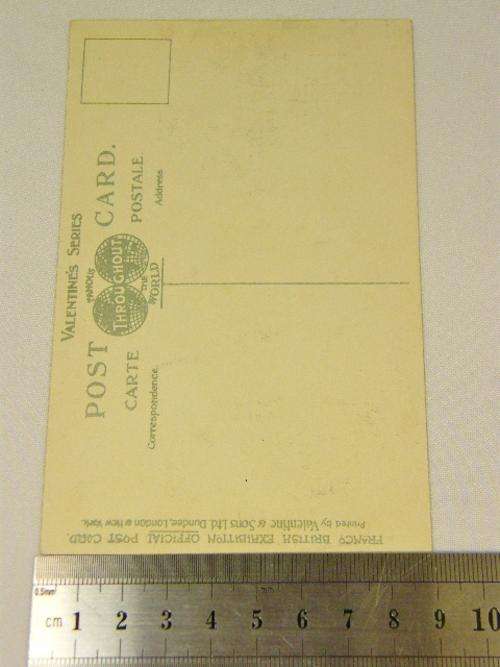 VALENTINE'S SERIES
POST CARD.
FAMOUS
THROUGHOUT
THE
WORLD
CARTE POSTALE
Correspondence. Address
Printed by Valentine & Sons Ltd. Dundee, London & New York.
FRANCO BRITISH EXHIBITION OFFICIAL POST CARD.
0.5mm
cm 1 2 3 4 5 6 7 8 9 10